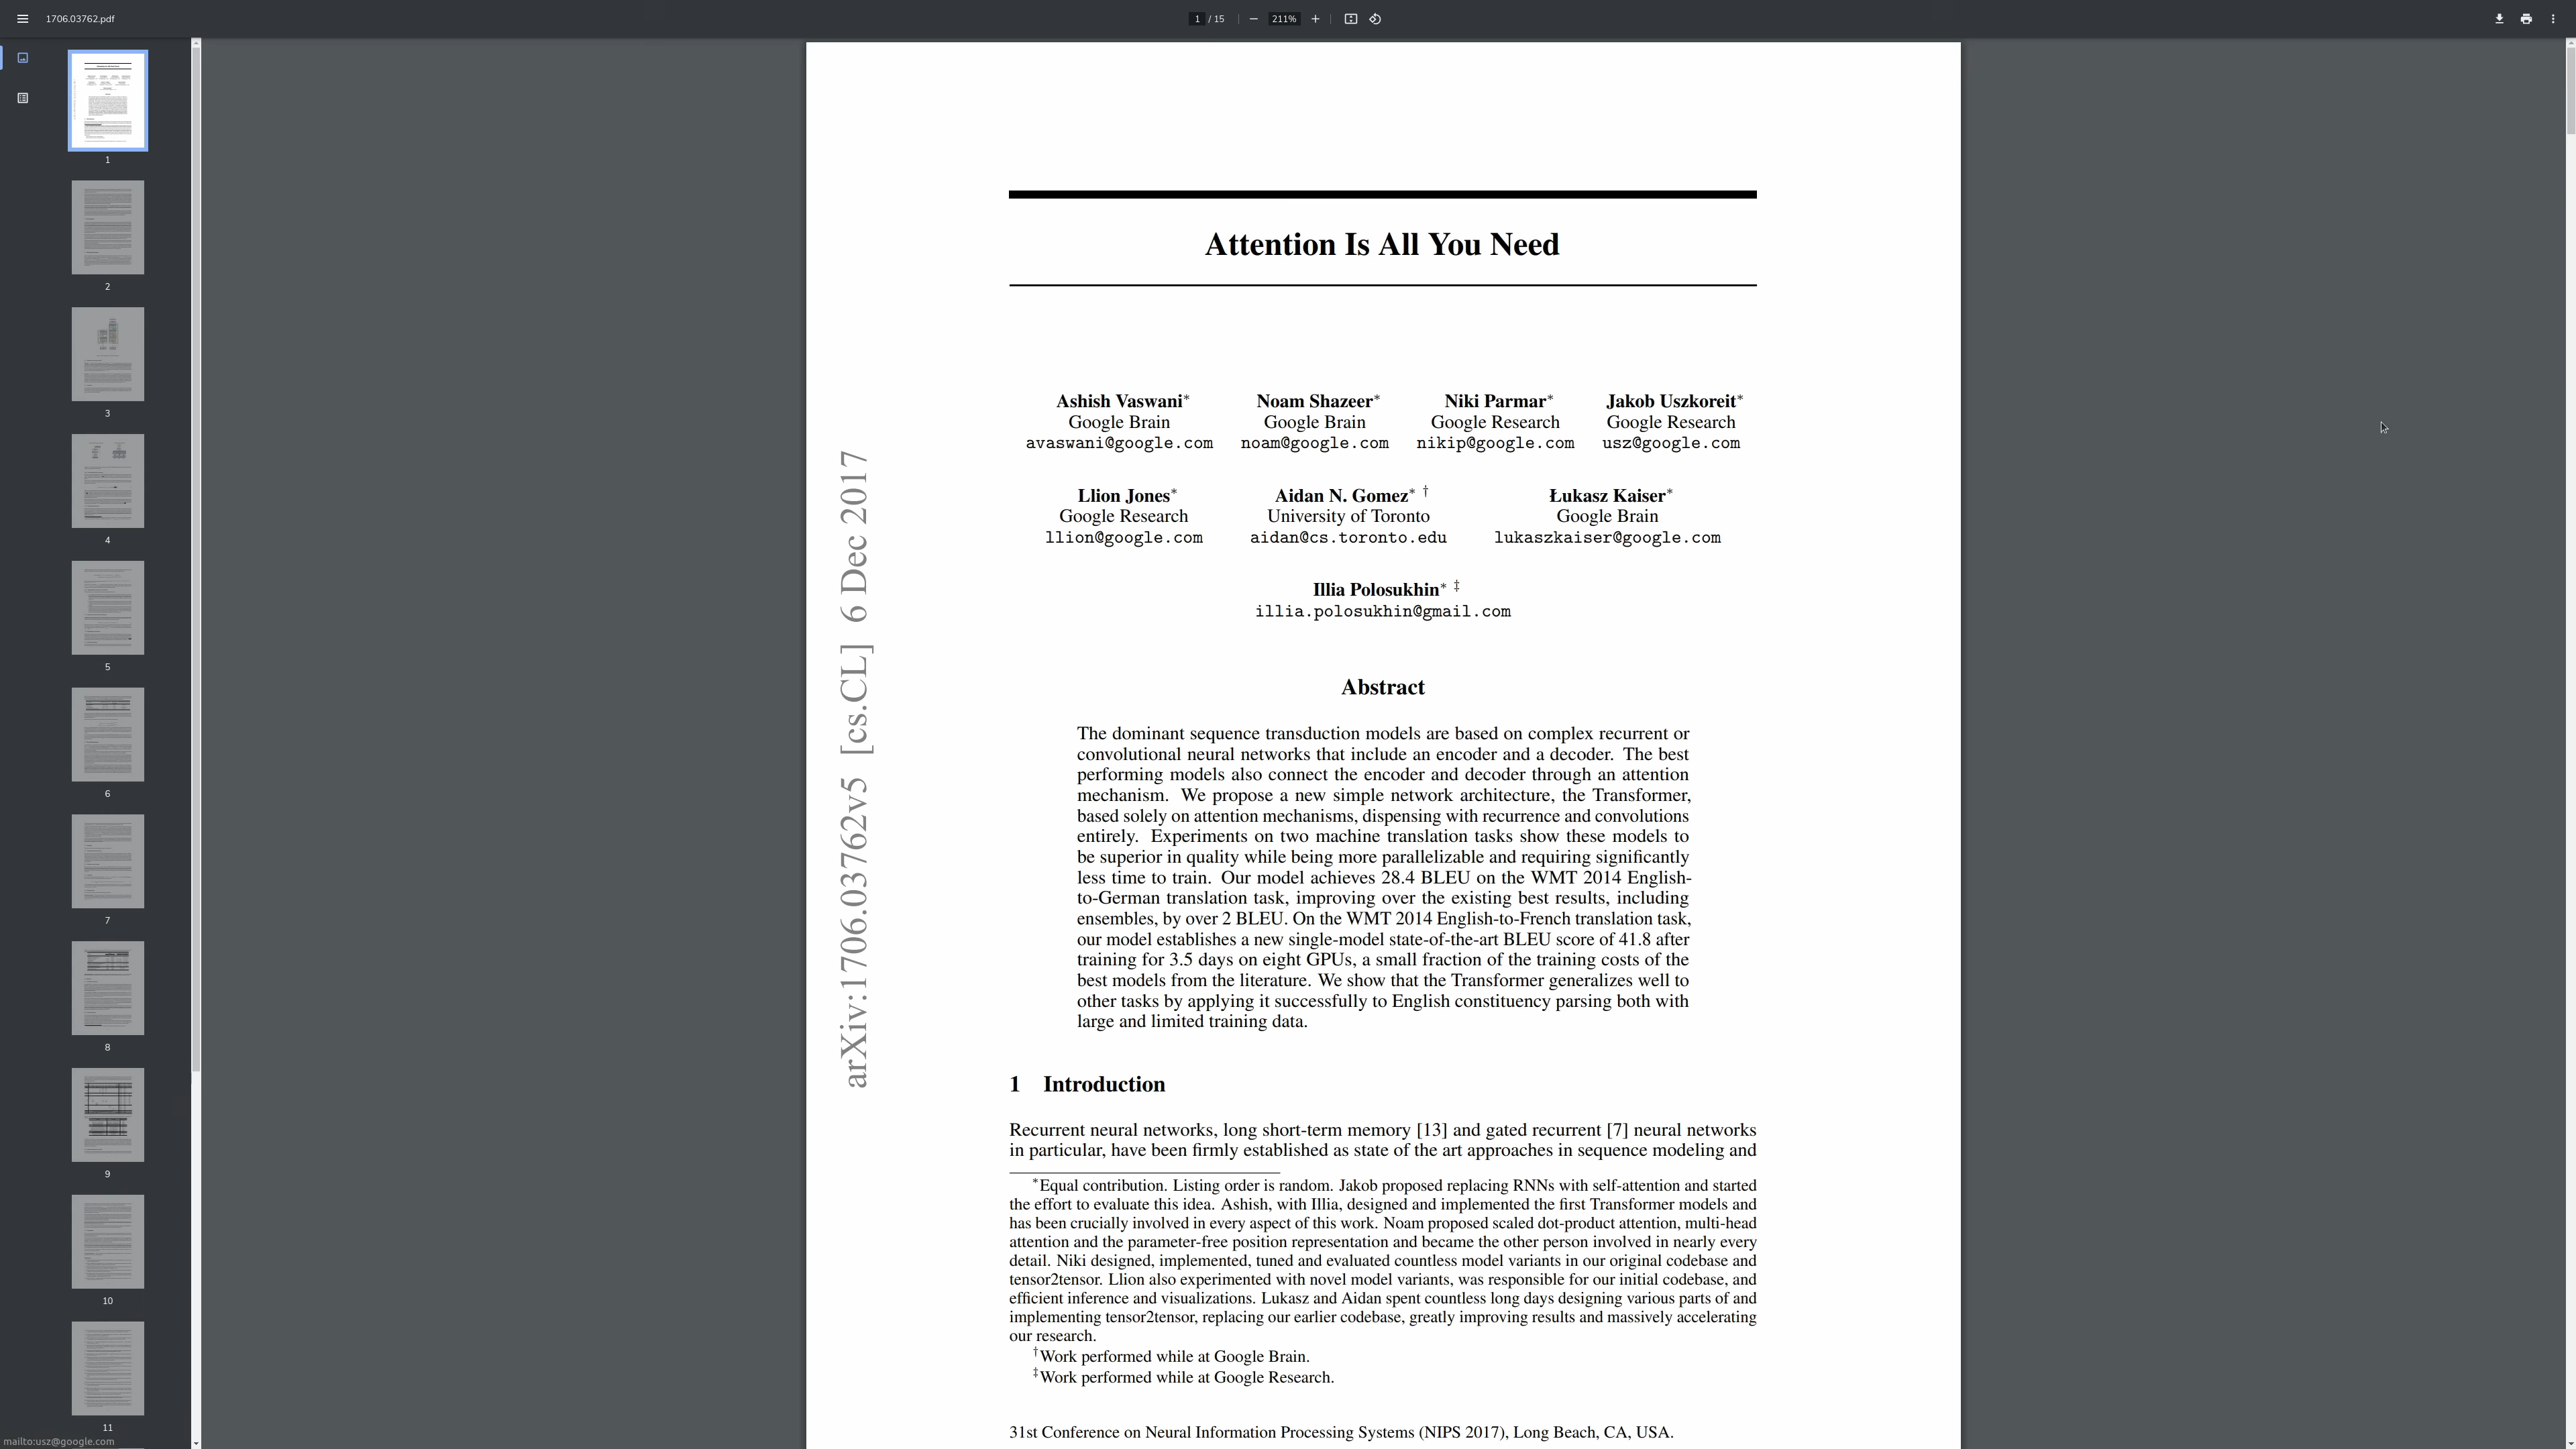 1706.03762.pdf
1 / 15
211%
1
2
3
4
5
6
7
8
9
10
11
mailto:usz@google.com
arXiv:1706.03762v5 [cs.CL] 6 Dec 2017
Attention Is All You Need
Ashish Vaswani* Noam Shazeer* Niki Parmar* Jakob Uszkoreit*
Google Brain Google Brain Google Research Google Research
avaswani@google.com noam@google.com nikip@google.com usz@google.com
Llion Jones* Aidan N. Gomez* † Łukasz Kaiser*
Google Research University of Toronto Google Brain
llion@google.com aidan@cs.toronto.edu lukaszkaiser@google.com
Illia Polosukhin* ‡
illia.polosukhin@gmail.com
Abstract
The dominant sequence transduction models are based on complex recurrent or
convolutional neural networks that include an encoder and a decoder. The best
performing models also connect the encoder and decoder through an attention
mechanism. We propose a new simple network architecture, the Transformer,
based solely on attention mechanisms, dispensing with recurrence and convolutions
entirely. Experiments on two machine translation tasks show these models to
be superior in quality while being more parallelizable and requiring significantly
less time to train. Our model achieves 28.4 BLEU on the WMT 2014 English-
to-German translation task, improving over the existing best results, including
ensembles, by over 2 BLEU. On the WMT 2014 English-to-French translation task,
our model establishes a new single-model state-of-the-art BLEU score of 41.8 after
training for 3.5 days on eight GPUs, a small fraction of the training costs of the
best models from the literature. We show that the Transformer generalizes well to
other tasks by applying it successfully to English constituency parsing both with
large and limited training data.
1 Introduction
Recurrent neural networks, long short-term memory [13] and gated recurrent [7] neural networks
in particular, have been firmly established as state of the art approaches in sequence modeling and
*Equal contribution. Listing order is random. Jakob proposed replacing RNNs with self-attention and started
the effort to evaluate this idea. Ashish, with Illia, designed and implemented the first Transformer models and
has been crucially involved in every aspect of this work. Noam proposed scaled dot-product attention, multi-head
attention and the parameter-free position representation and became the other person involved in nearly every
detail. Niki designed, implemented, tuned and evaluated countless model variants in our original codebase and
tensor2tensor. Llion also experimented with novel model variants, was responsible for our initial codebase, and
efficient inference and visualizations. Lukasz and Aidan spent countless long days designing various parts of and
implementing tensor2tensor, replacing our earlier codebase, greatly improving results and massively accelerating
our research.
†Work performed while at Google Brain.
‡Work performed while at Google Research.
31st Conference on Neural Information Processing Systems (NIPS 2017), Long Beach, CA, USA.